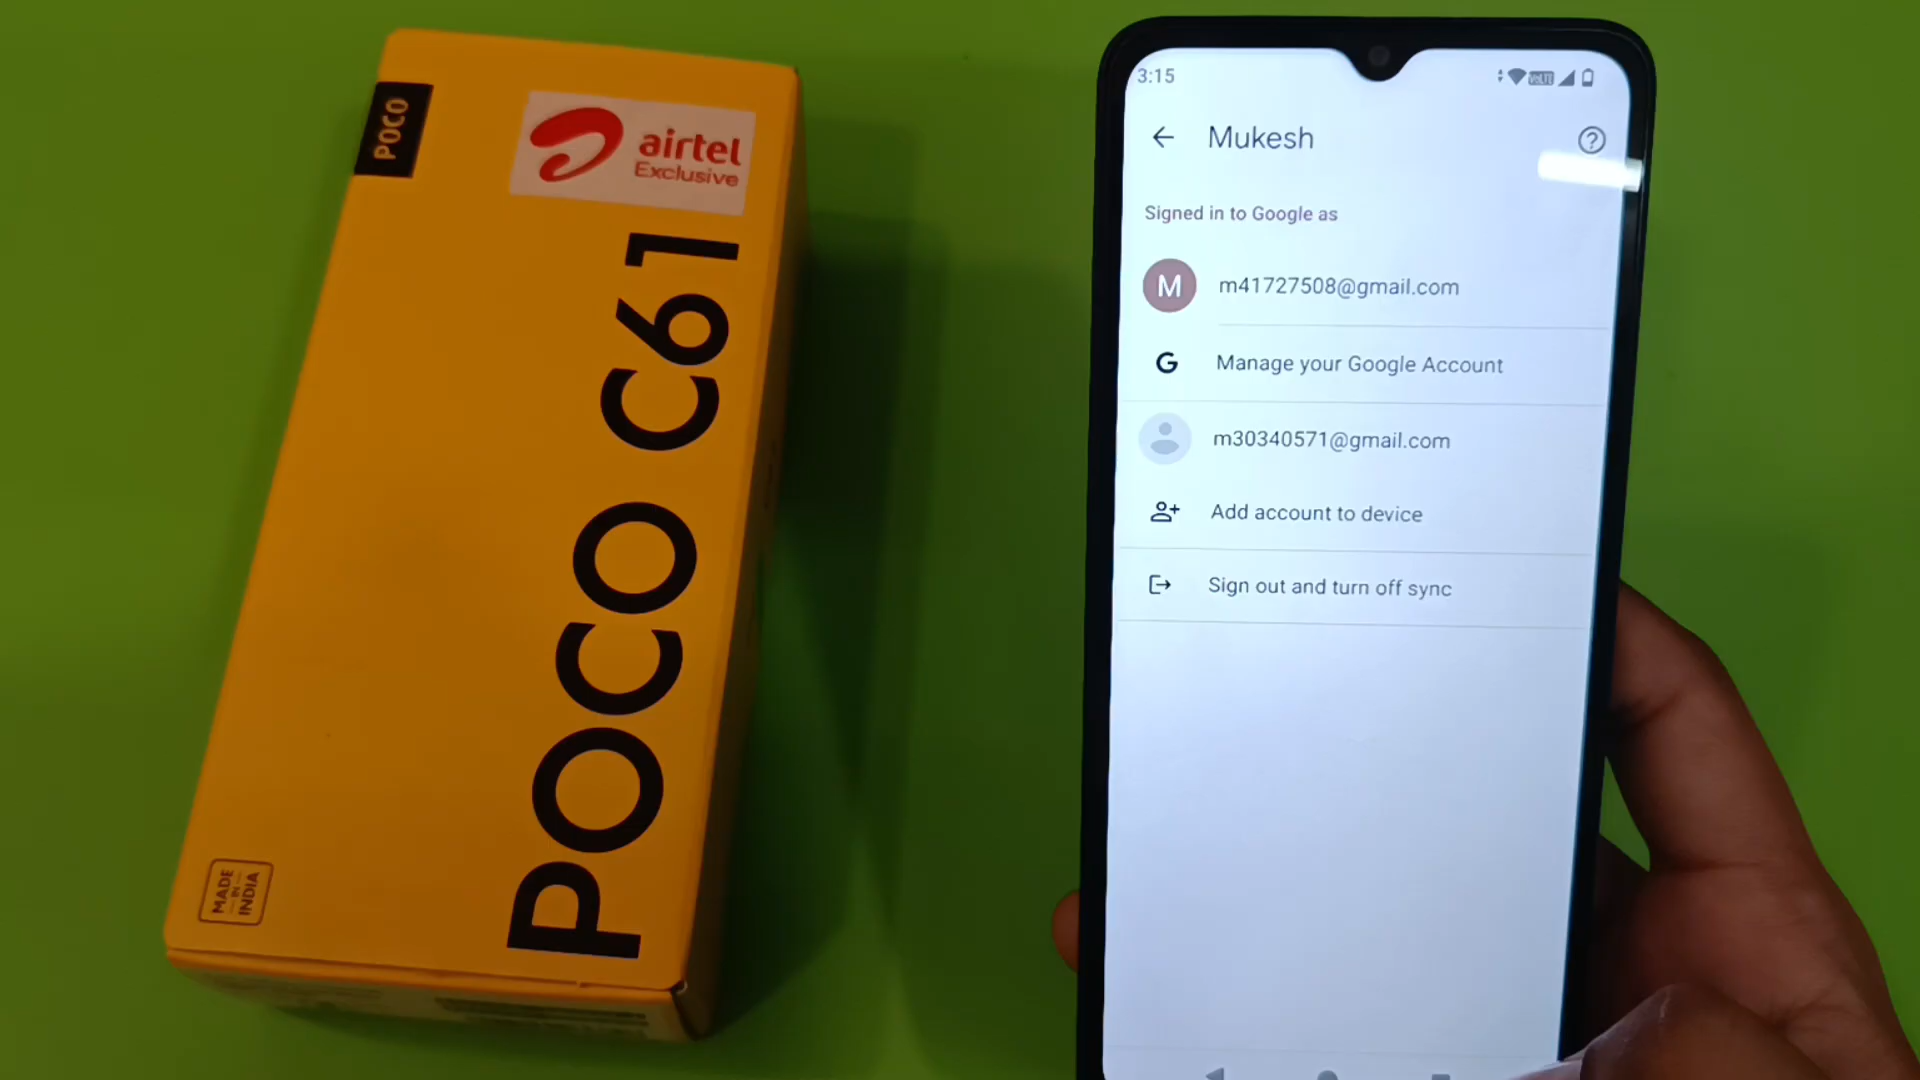 POCO
airtel
Exclusive
POCO C61
MADE
IN
INDIA
3:15
VoLTE
Mukesh
Signed in to Google as
M
m41727508@gmail.com
G
Manage your Google Account
m30340571@gmail.com
Add account to device
Sign out and turn off sync